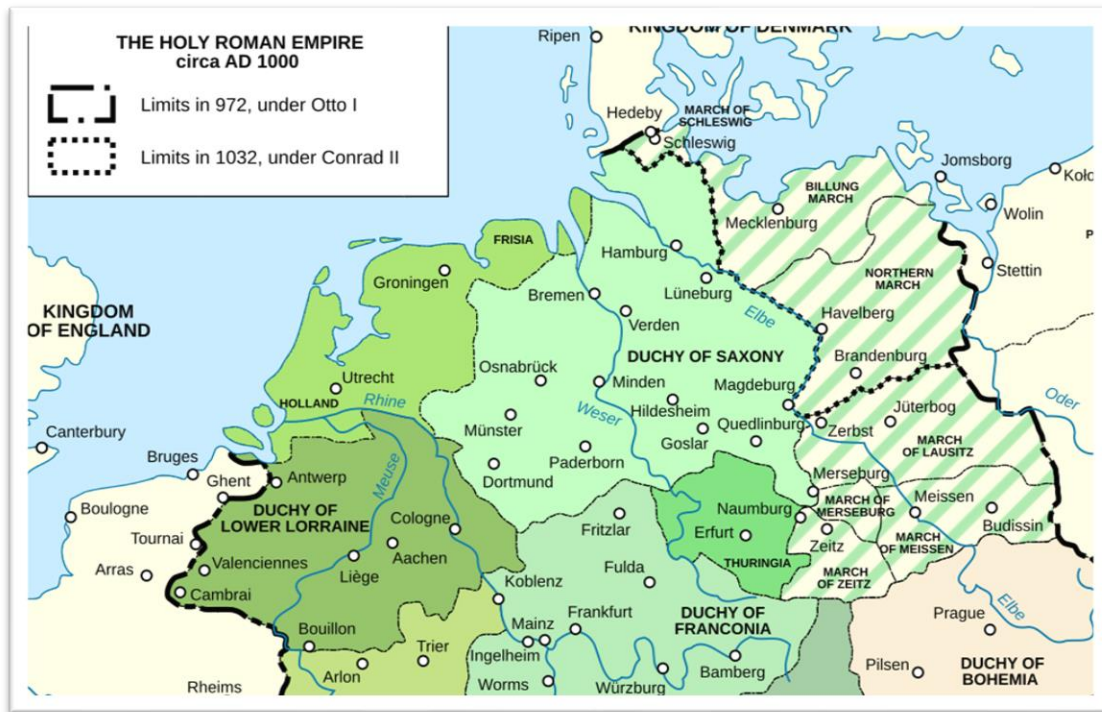 THE HOLY ROMAN EMPIRE
circa AD 1000
Limits in 972, under Otto I
Limits in 1032, under Conrad II
KINGDOM OF DENMARK
Ripen
Hedeby
MARCH OF
SCHLESWIG
Schleswig
Jomsborg
BILLUNG
MARCH
Mecklenburg
Wolin
FRISIA
Hamburg
Stettin
Groningen
NORTHERN
MARCH
Lüneburg
Bremen
KINGDOM
OF ENGLAND
Verden
Elbe
Havelberg
DUCHY OF SAXONY
Brandenburg
Osnabrück
Utrecht
Minden
Magdeburg
Oder
HOLLAND
Rhine
Weser
Hildesheim
Jüterbog
Münster
Quedlinburg
Zerbst
Canterbury
Goslar
MARCH
OF LAUSITZ
Bruges
Paderborn
Ghent
Antwerp
Meuse
Dortmund
Merseburg
Boulogne
DUCHY OF
LOWER LORRAINE
Cologne
Naumburg
MARCH OF
MERSEBURG
Meissen
Fritzlar
Erfurt
Budissin
Tournai
Aachen
Zeitz
MARCH
OF MEISSEN
Arras
Valenciennes
Liège
THURINGIA
MARCH
OF ZEITZ
Cambrai
Koblenz
Fulda
Elbe
Frankfurt
DUCHY OF
FRANCONIA
Prague
Mainz
Bouillon
Trier
Ingelheim
Pilsen
DUCHY OF
BOHEMIA
Arlon
Bamberg
Rheims
Worms
Würzburg